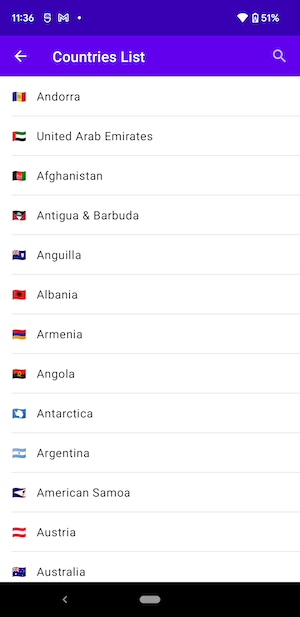 11:36
51%
Countries List
Andorra
United Arab Emirates
Afghanistan
Antigua & Barbuda
Anguilla
Albania
Armenia
Angola
Antarctica
Argentina
American Samoa
Austria
Australia